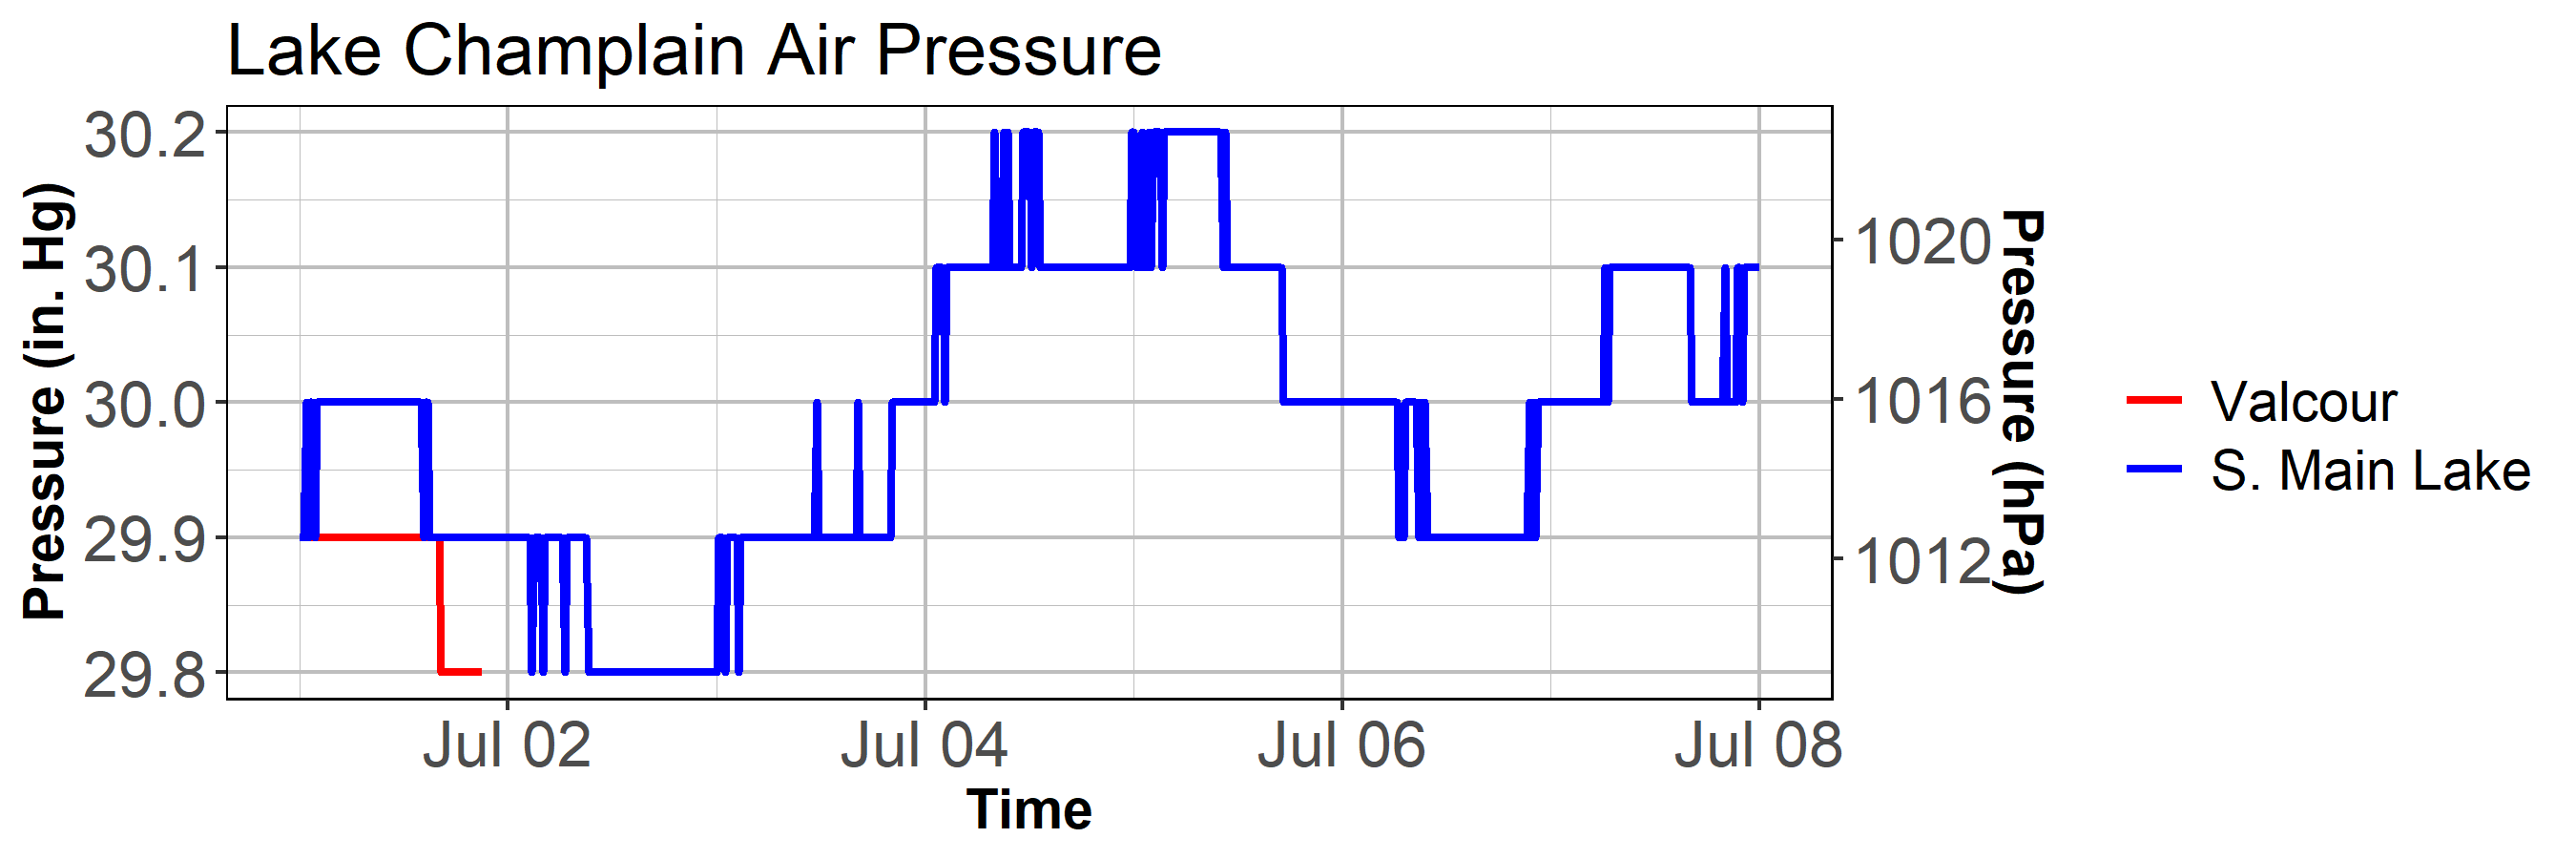 Lake Champlain Air Pressure
Pressure (in. Hg)
30.2
30.1
30.0
29.9
29.8
1020
1016
1012
Pressure (hPa)
Jul 02
Jul 04
Jul 06
Jul 08
Time
Valcour
S. Main Lake